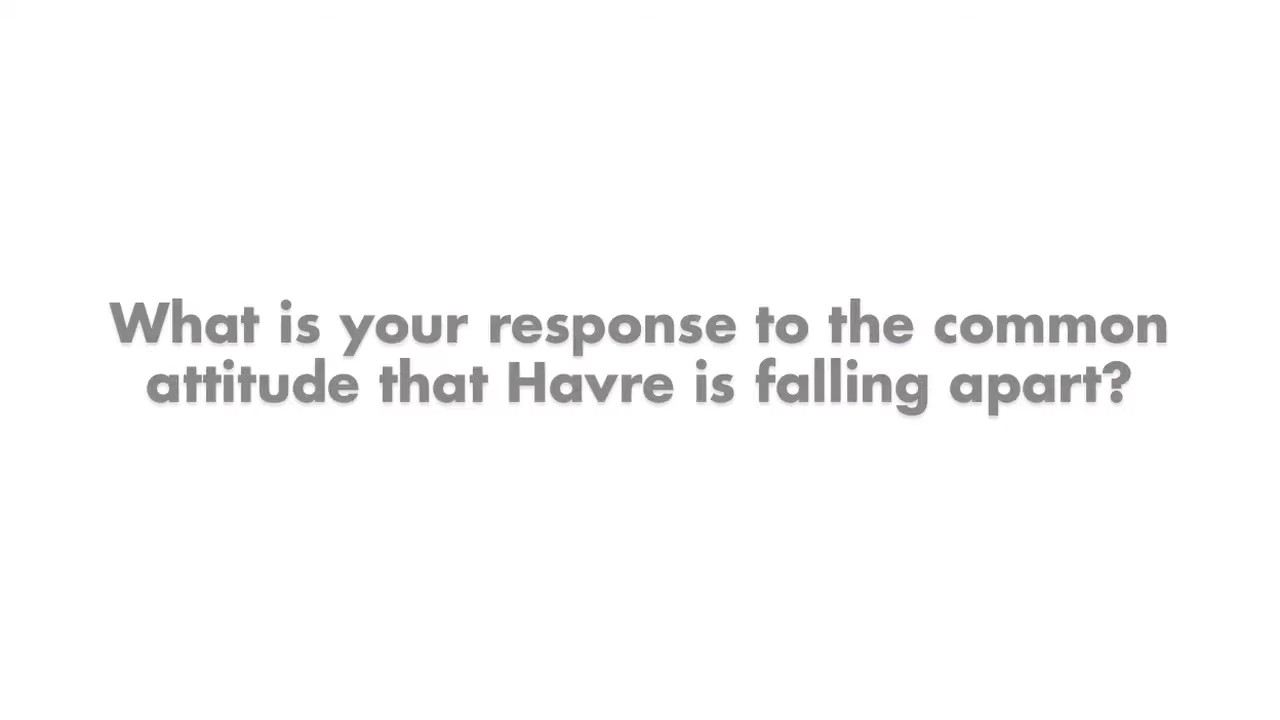 What is your response to the common
attitude that Havre is falling apart?